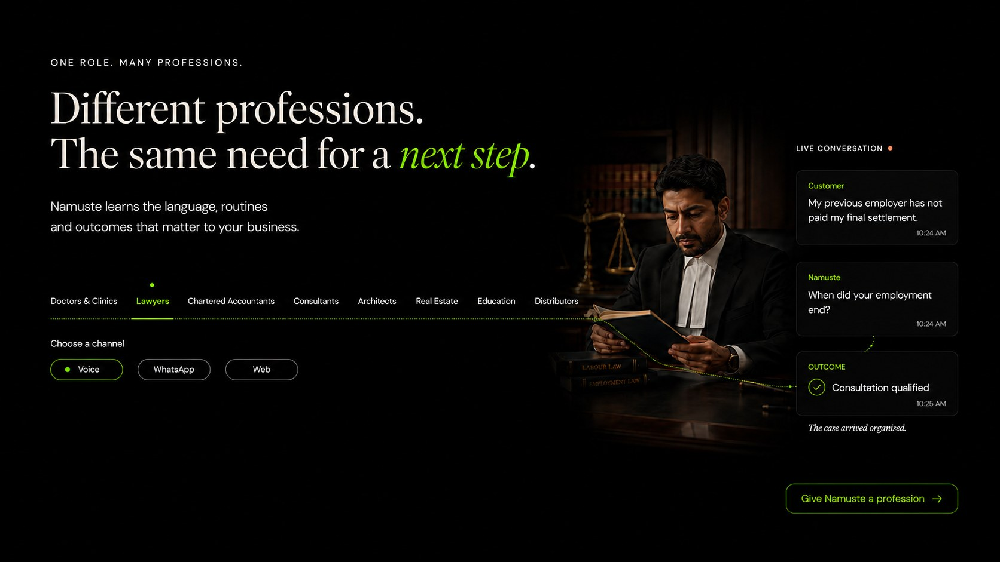 ONE ROLE. MANY PROFESSIONS.
Different professions.
The same need for a next step.
Namuste learns the language, routines
and outcomes that matter to your business.
Doctors & Clinics
Lawyers
Chartered Accountants
Consultants
Architects
Real Estate
Education
Distributors
Choose a channel
Voice
WhatsApp
Web
LABOUR LAW
EMPLOYMENT LAW
LIVE CONVERSATION
Customer
My previous employer has not
paid my final settlement.
10:24 AM
Namuste
When did your employment
end?
10:24 AM
OUTCOME
Consultation qualified
10:25 AM
The case arrived organised.
Give Namuste a profession →